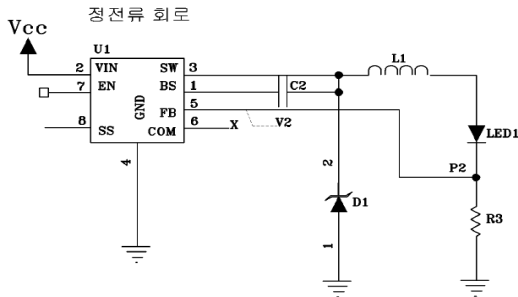 정전류 회로
Vcc
U1
2 VIN SW 3
7 EN BS 1
GND
FB 5
8 SS COM 6 X
4
C2
V2
L1
LED1
P2
R3
2
D1
1